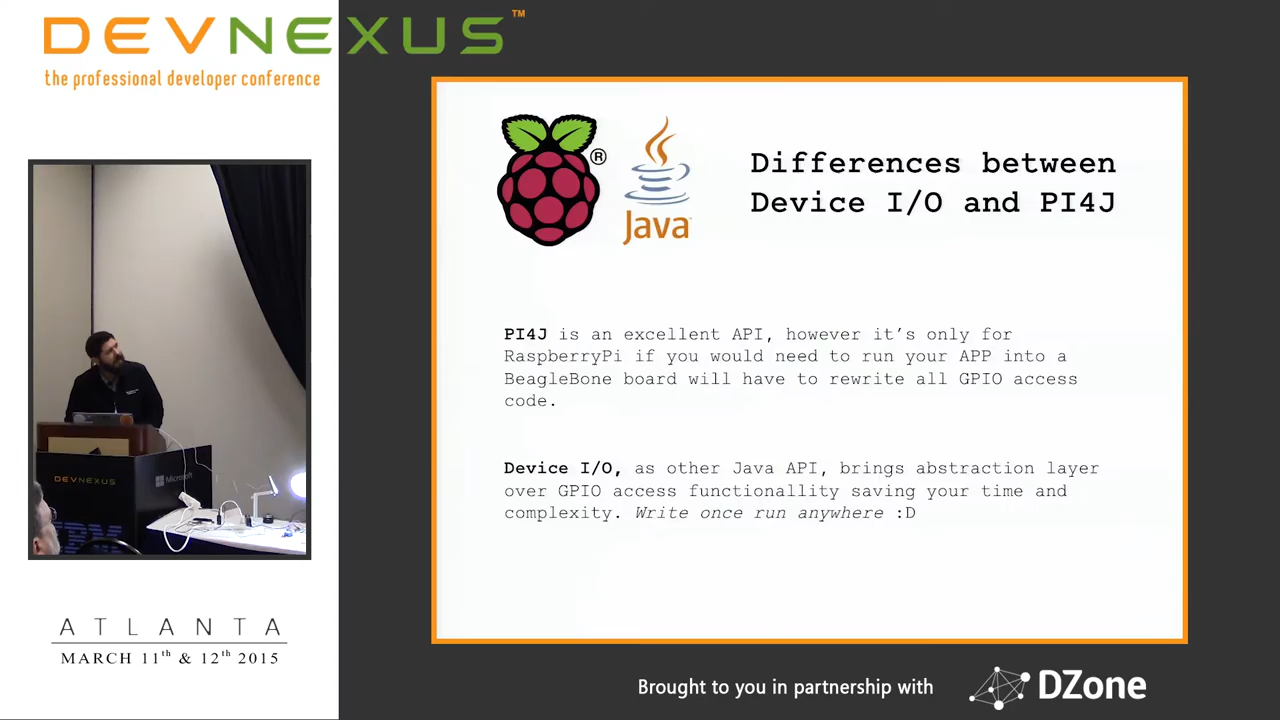 DEVNEXUS™
the professional developer conference
® Java
Differences between
Device I/O and PI4J
PI4J is an excellent API, however it's only for
RaspberryPi if you would need to run your APP into a
BeagleBone board will have to rewrite all GPIO access
code.
Device I/O, as other Java API, brings abstraction layer
over GPIO access functionallity saving your time and
complexity. Write once run anywhere :D
DEVNEXUS
Microsoft
IBM
ATLANTA
MARCH 11th & 12th 2015
Brought to you in partnership with DZone